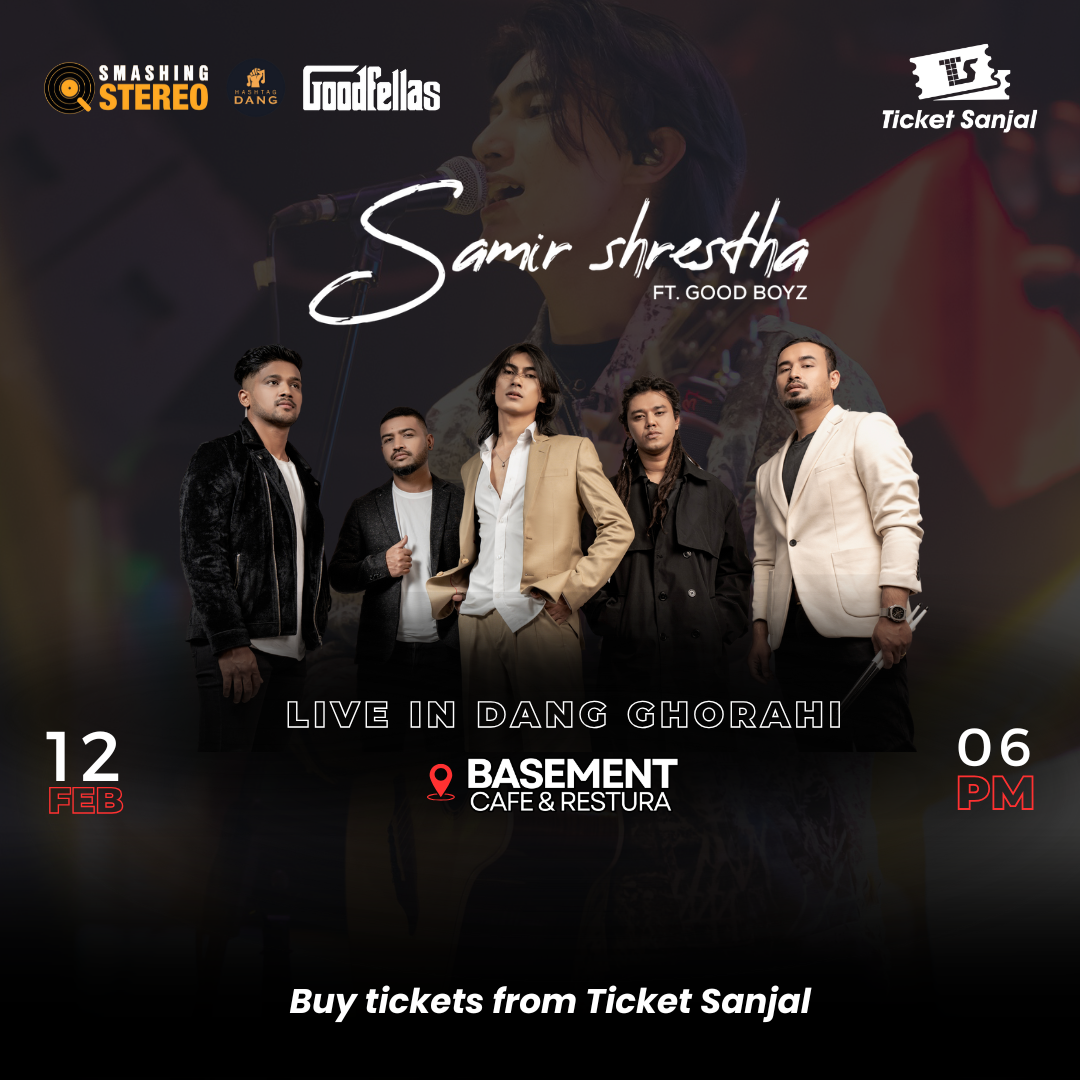 SMASHING
STEREO
HASHTAG
DANG
Goodfellas
TS
S
Ticket Sanjal
Samir shrestha
FT. GOOD BOYZ
LIVE IN DANG GHORAHI
12
FEB
BASEMENT
CAFE & RESTURA
06
PM
Buy tickets from Ticket Sanjal